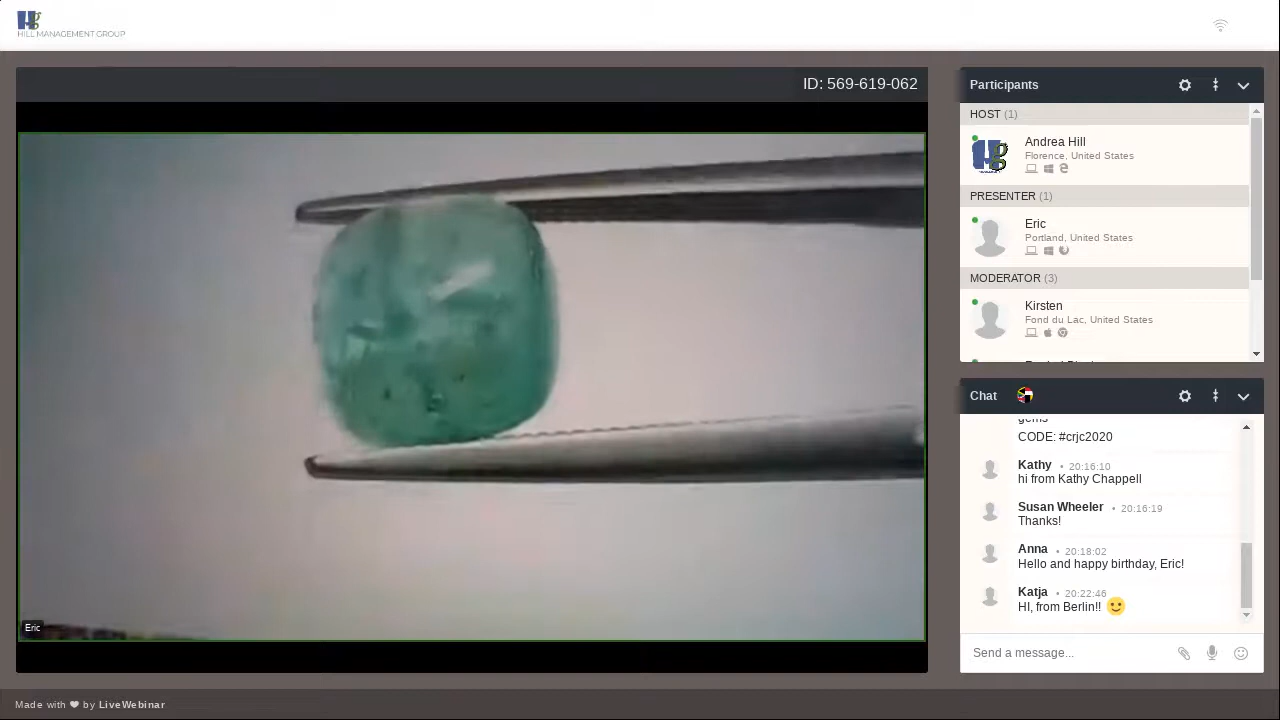 Hg
HILL MANAGEMENT GROUP
ID: 569-619-062
Eric
Participants
HOST (1)
Hg
Andrea Hill
Florence, United States
PRESENTER (1)
Eric
Portland, United States
MODERATOR (3)
Kirsten
Fond du Lac, United States
Chat
gems
CODE: #crjc2020
Kathy • 20:16:10
hi from Kathy Chappell
Susan Wheeler • 20:16:19
Thanks!
Anna • 20:18:02
Hello and happy birthday, Eric!
Katja • 20:22:46
HI, from Berlin!! 🙂
Send a message...
Made with ❤ by LiveWebinar